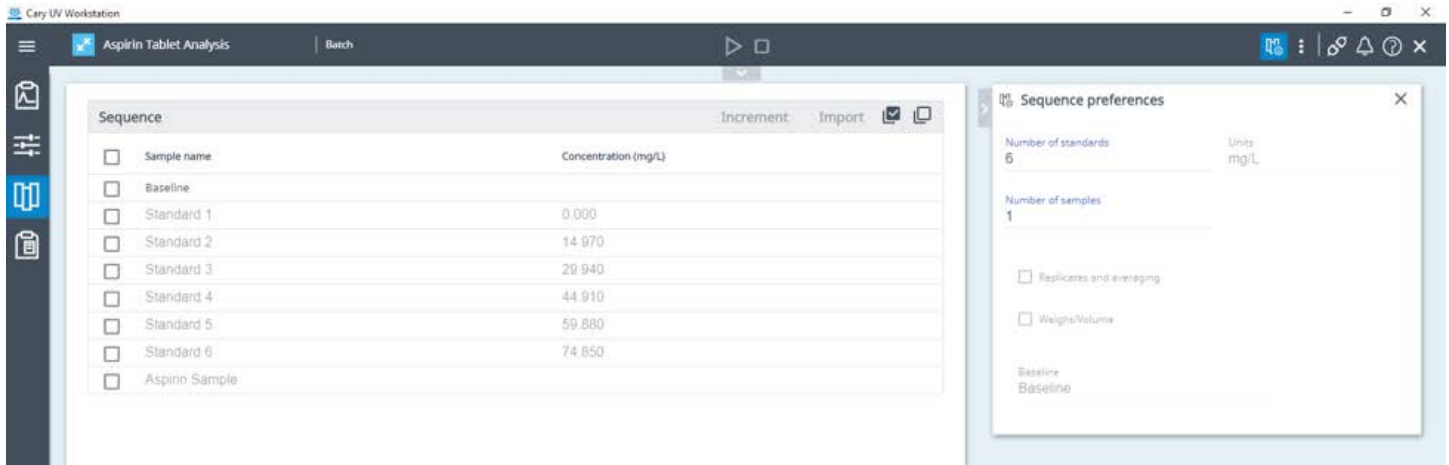 Cary UV Workstation
Aspirin Tablet Analysis
Batch
Sequence
Increment
Import
Sample name
Concentration (mg/L)
Baseline
Standard 1
0.000
Standard 2
14.970
Standard 3
29.940
Standard 4
44.910
Standard 5
59.880
Standard 6
74.850
Aspirin Sample
Sequence preferences
Number of standards
6
Units
mg/L
Number of samples
1
Replicates and averaging
Weight/Volume
Baseline
Baseline